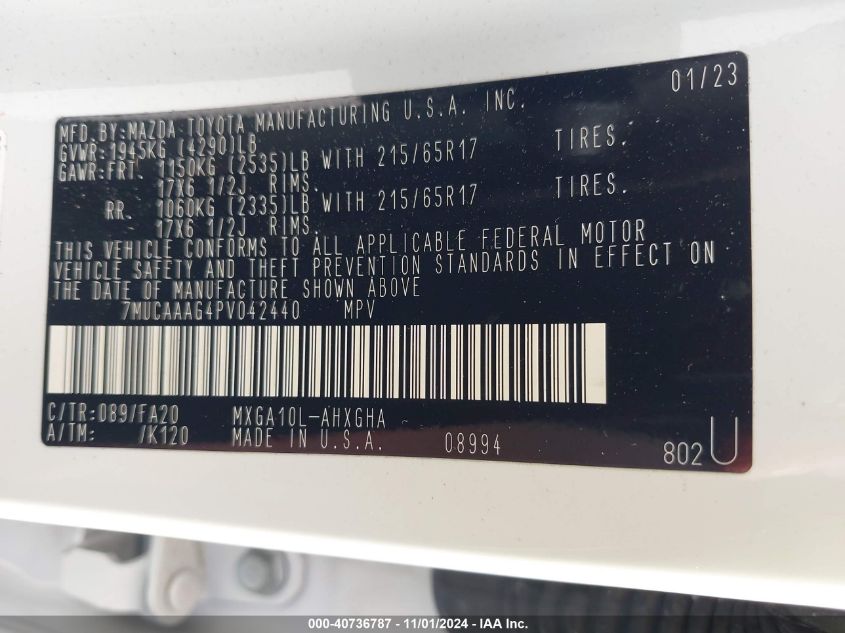 01/23
MFD.BY:MAZDA TOYOTA MANUFACTURING U.S.A. INC.
GVWR:1945KG (4290)LB
GAWR:FRT. 1150KG (2535)LB WITH 215/65R17 TIRES.
17X6 1/2J RIMS.
RR. 1060KG (2335)LB WITH 215/65R17 TIRES.
17X6 1/2J RIMS.
THIS VEHICLE CONFORMS TO ALL APPLICABLE FEDERAL MOTOR
VEHICLE SAFETY AND THEFT PREVENTION STANDARDS IN EFFECT ON
THE DATE OF MANUFACTURE SHOWN ABOVE
7MUCAAAG4PV042440 MPV
C/TR:089/FA20 MXGA10L-AHXGHA
A/TM: /K120 MADE IN U.S.A. 08994
802 U
000-40736787 - 11/01/2024 - IAA Inc.